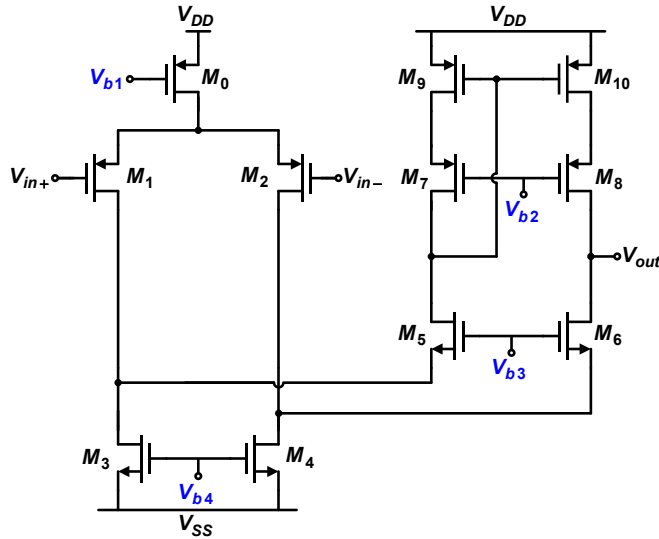 V_DD
V_DD
V_b1
M_0
M_9
M_10
V_in+
M_1
M_2
V_in−
M_7
M_8
V_b2
V_out
M_5
M_6
V_b3
M_3
M_4
V_b4
V_SS